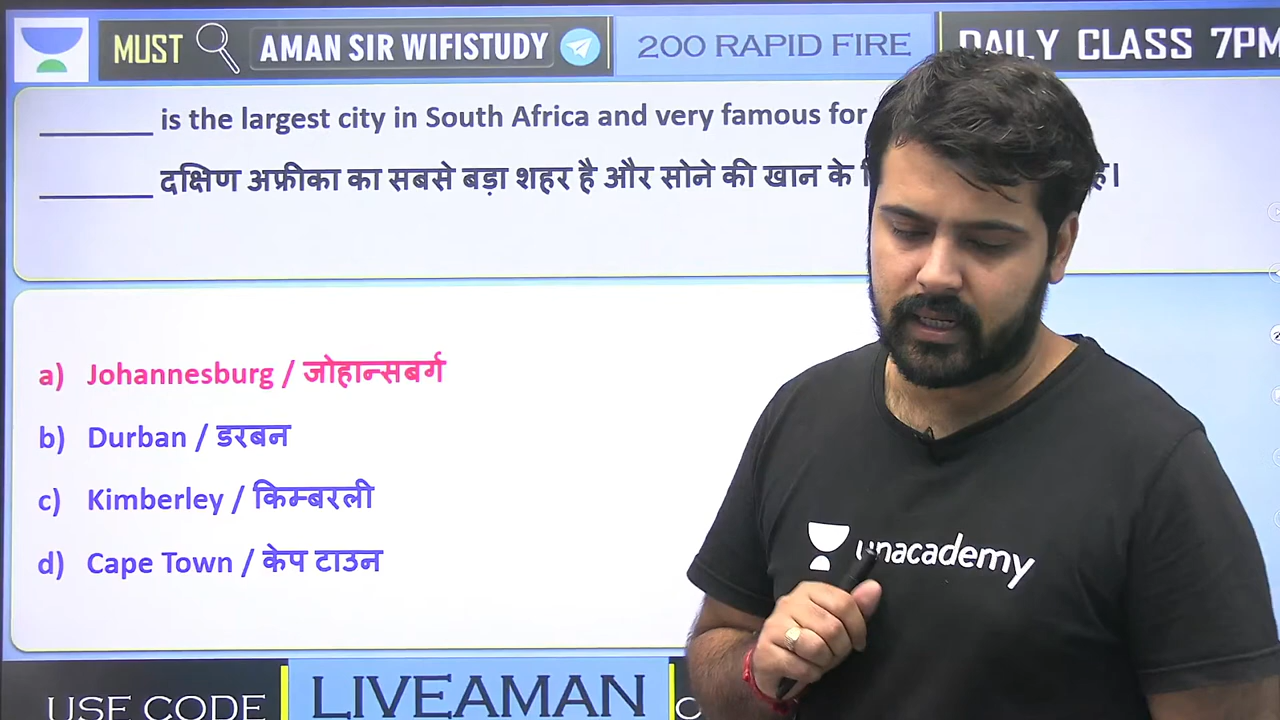 MUST AMAN SIR WIFISTUDY 200 RAPID FIRE DAILY CLASS 7PM
______ is the largest city in South Africa and very famous for
______ दक्षिण अफ्रीका का सबसे बड़ा शहर है और सोने की खान के
a) Johannesburg / जोहान्सबर्ग
b) Durban / डरबन
c) Kimberley / किम्बरली
d) Cape Town / केप टाउन
unacademy
USE CODE LIVEAMAN